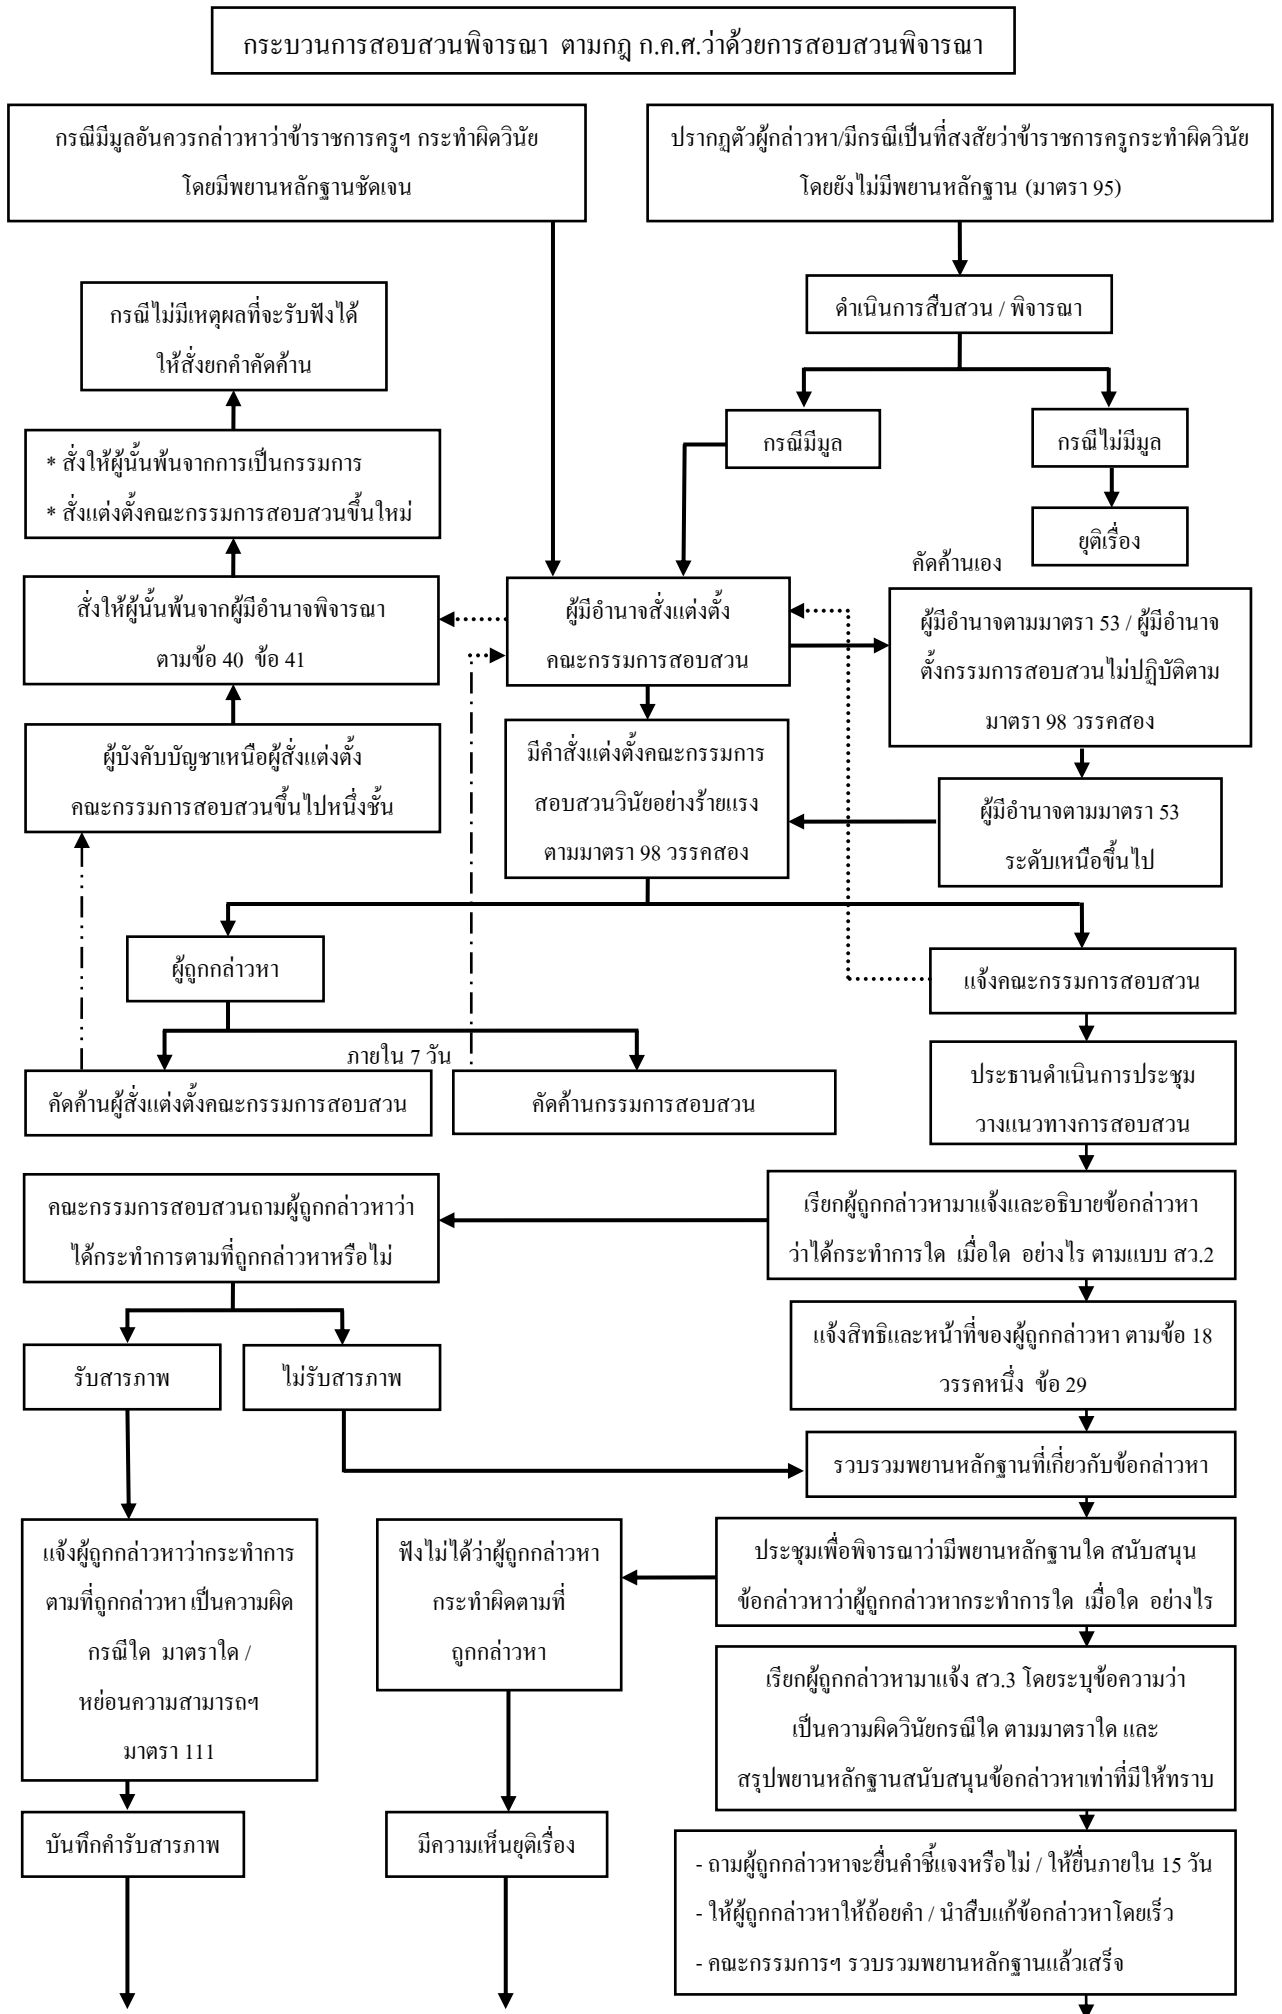 กระบวนการสอบสวนพิจารณา ตามกฎ ก.ค.ศ.ว่าด้วยการสอบสวนพิจารณา
กรณีมีมูลอันควรกล่าวหาว่าข้าราชการครูฯ กระทำผิดวินัย
โดยมีพยานหลักฐานชัดเจน
ปรากฏตัวผู้กล่าวหา/มีกรณีเป็นที่สงสัยว่าข้าราชการครูกระทำผิดวินัย
โดยยังไม่มีพยานหลักฐาน (มาตรา 95)
ดำเนินการสืบสวน / พิจารณา
กรณีไม่มีเหตุผลที่จะรับฟังได้
ให้สั่งยกคำคัดค้าน
กรณีมีมูล
กรณีไม่มีมูล
* สั่งให้ผู้นั้นพ้นจากการเป็นกรรมการ
* สั่งแต่งตั้งคณะกรรมการสอบสวนขึ้นใหม่
ยุติเรื่อง
คัดค้านเอง
สั่งให้ผู้นั้นพ้นจากผู้มีอำนาจพิจารณา
ตามข้อ 40 ข้อ 41
ผู้มีอำนาจสั่งแต่งตั้ง
คณะกรรมการสอบสวน
ผู้มีอำนาจตามมาตรา 53 / ผู้มีอำนาจ
ตั้งกรรมการสอบสวนไม่ปฏิบัติตาม
มาตรา 98 วรรคสอง
ผู้บังคับบัญชาเหนือผู้สั่งแต่งตั้ง
คณะกรรมการสอบสวนขึ้นไปหนึ่งชั้น
มีคำสั่งแต่งตั้งคณะกรรมการ
สอบสวนวินัยอย่างร้ายแรง
ตามมาตรา 98 วรรคสอง
ผู้มีอำนาจตามมาตรา 53
ระดับเหนือขึ้นไป
ผู้ถูกกล่าวหา
แจ้งคณะกรรมการสอบสวน
ภายใน 7 วัน
คัดค้านผู้สั่งแต่งตั้งคณะกรรมการสอบสวน
คัดค้านกรรมการสอบสวน
ประธานดำเนินการประชุม
วางแนวทางการสอบสวน
คณะกรรมการสอบสวนถามผู้ถูกกล่าวหาว่า
ได้กระทำการตามที่ถูกกล่าวหาหรือไม่
เรียกผู้ถูกกล่าวหามาแจ้งและอธิบายข้อกล่าวหา
ว่าได้กระทำการใด เมื่อใด อย่างไร ตามแบบ สว.2
แจ้งสิทธิและหน้าที่ของผู้ถูกกล่าวหา ตามข้อ 18
วรรคหนึ่ง ข้อ 29
รับสารภาพ
ไม่รับสารภาพ
รวบรวมพยานหลักฐานที่เกี่ยวกับข้อกล่าวหา
แจ้งผู้ถูกกล่าวหาว่ากระทำการ
ตามที่ถูกกล่าวหา เป็นความผิด
กรณีใด มาตราใด /
หย่อนความสามารถฯ
มาตรา 111
ฟังไม่ได้ว่าผู้ถูกกล่าวหา
กระทำผิดตามที่
ถูกกล่าวหา
ประชุมเพื่อพิจารณาว่ามีพยานหลักฐานใด สนับสนุน
ข้อกล่าวหาว่าผู้ถูกกล่าวหากระทำการใด เมื่อใด อย่างไร
เรียกผู้ถูกกล่าวหามาแจ้ง สว.3 โดยระบุข้อความว่า
เป็นความผิดวินัยกรณีใด ตามมาตราใด และ
สรุปพยานหลักฐานสนับสนุนข้อกล่าวหาเท่าที่มีให้ทราบ
บันทึกคำรับสารภาพ
มีความเห็นยุติเรื่อง
- ถามผู้ถูกกล่าวหาจะยื่นคำชี้แจงหรือไม่ / ให้ยื่นภายใน 15 วัน
- ให้ผู้ถูกกล่าวหาให้ถ้อยคำ / นำสืบแก้ข้อกล่าวหาโดยเร็ว
- คณะกรรมการฯ รวบรวมพยานหลักฐานแล้วเสร็จ